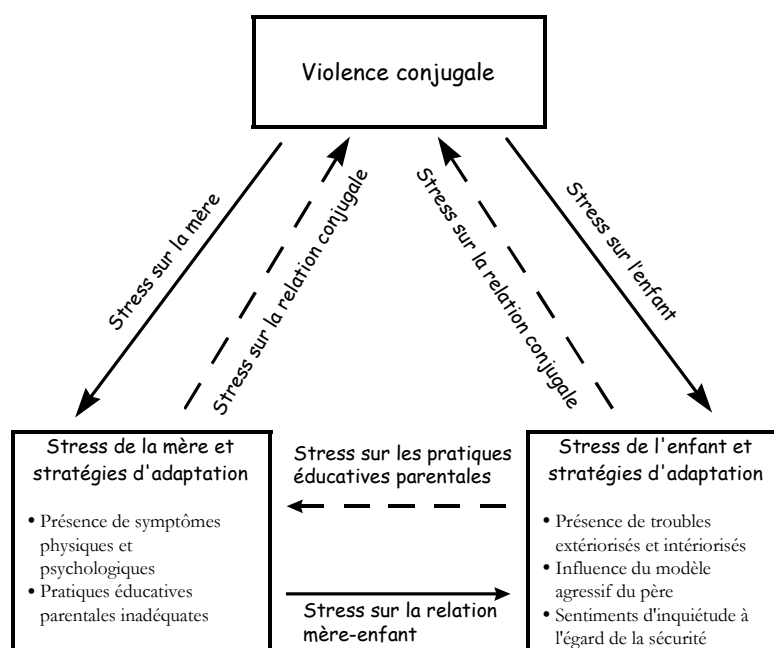 Violence conjugale
Stress sur la mère
Stress sur la relation conjugale
Stress sur la relation conjugale
Stress sur l'enfant
Stress de la mère et
stratégies d'adaptation
• Présence de symptômes
physiques et
psychologiques
• Pratiques éducatives
parentales inadéquates
Stress sur les pratiques
éducatives parentales
Stress sur la relation
mère-enfant
Stress de l'enfant et
stratégies d'adaptation
• Présence de troubles
extériorisés et intériorisés
• Influence du modèle
agressif du père
• Sentiments d'inquiétude à
l'égard de la sécurité